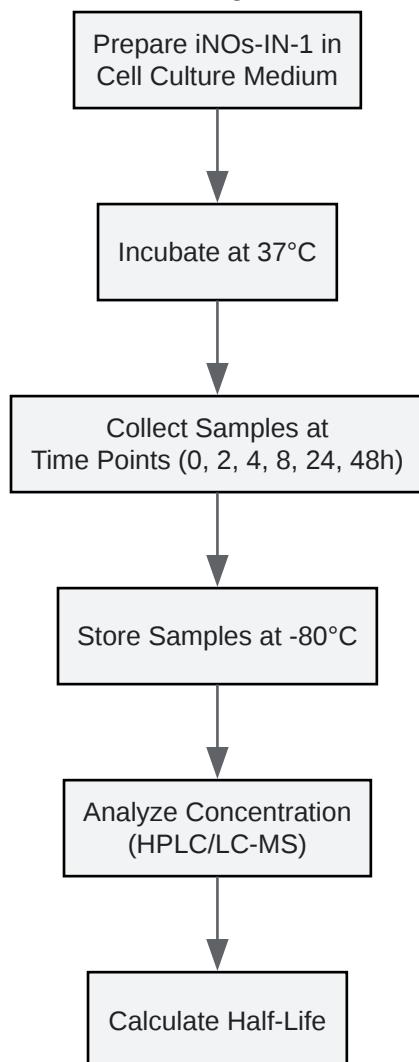 Prepare iNOs-IN-1 in
Cell Culture Medium
Incubate at 37°C
Collect Samples at
Time Points (0, 2, 4, 8, 24, 48h)
Store Samples at -80°C
Analyze Concentration
(HPLC/LC-MS)
Calculate Half-Life